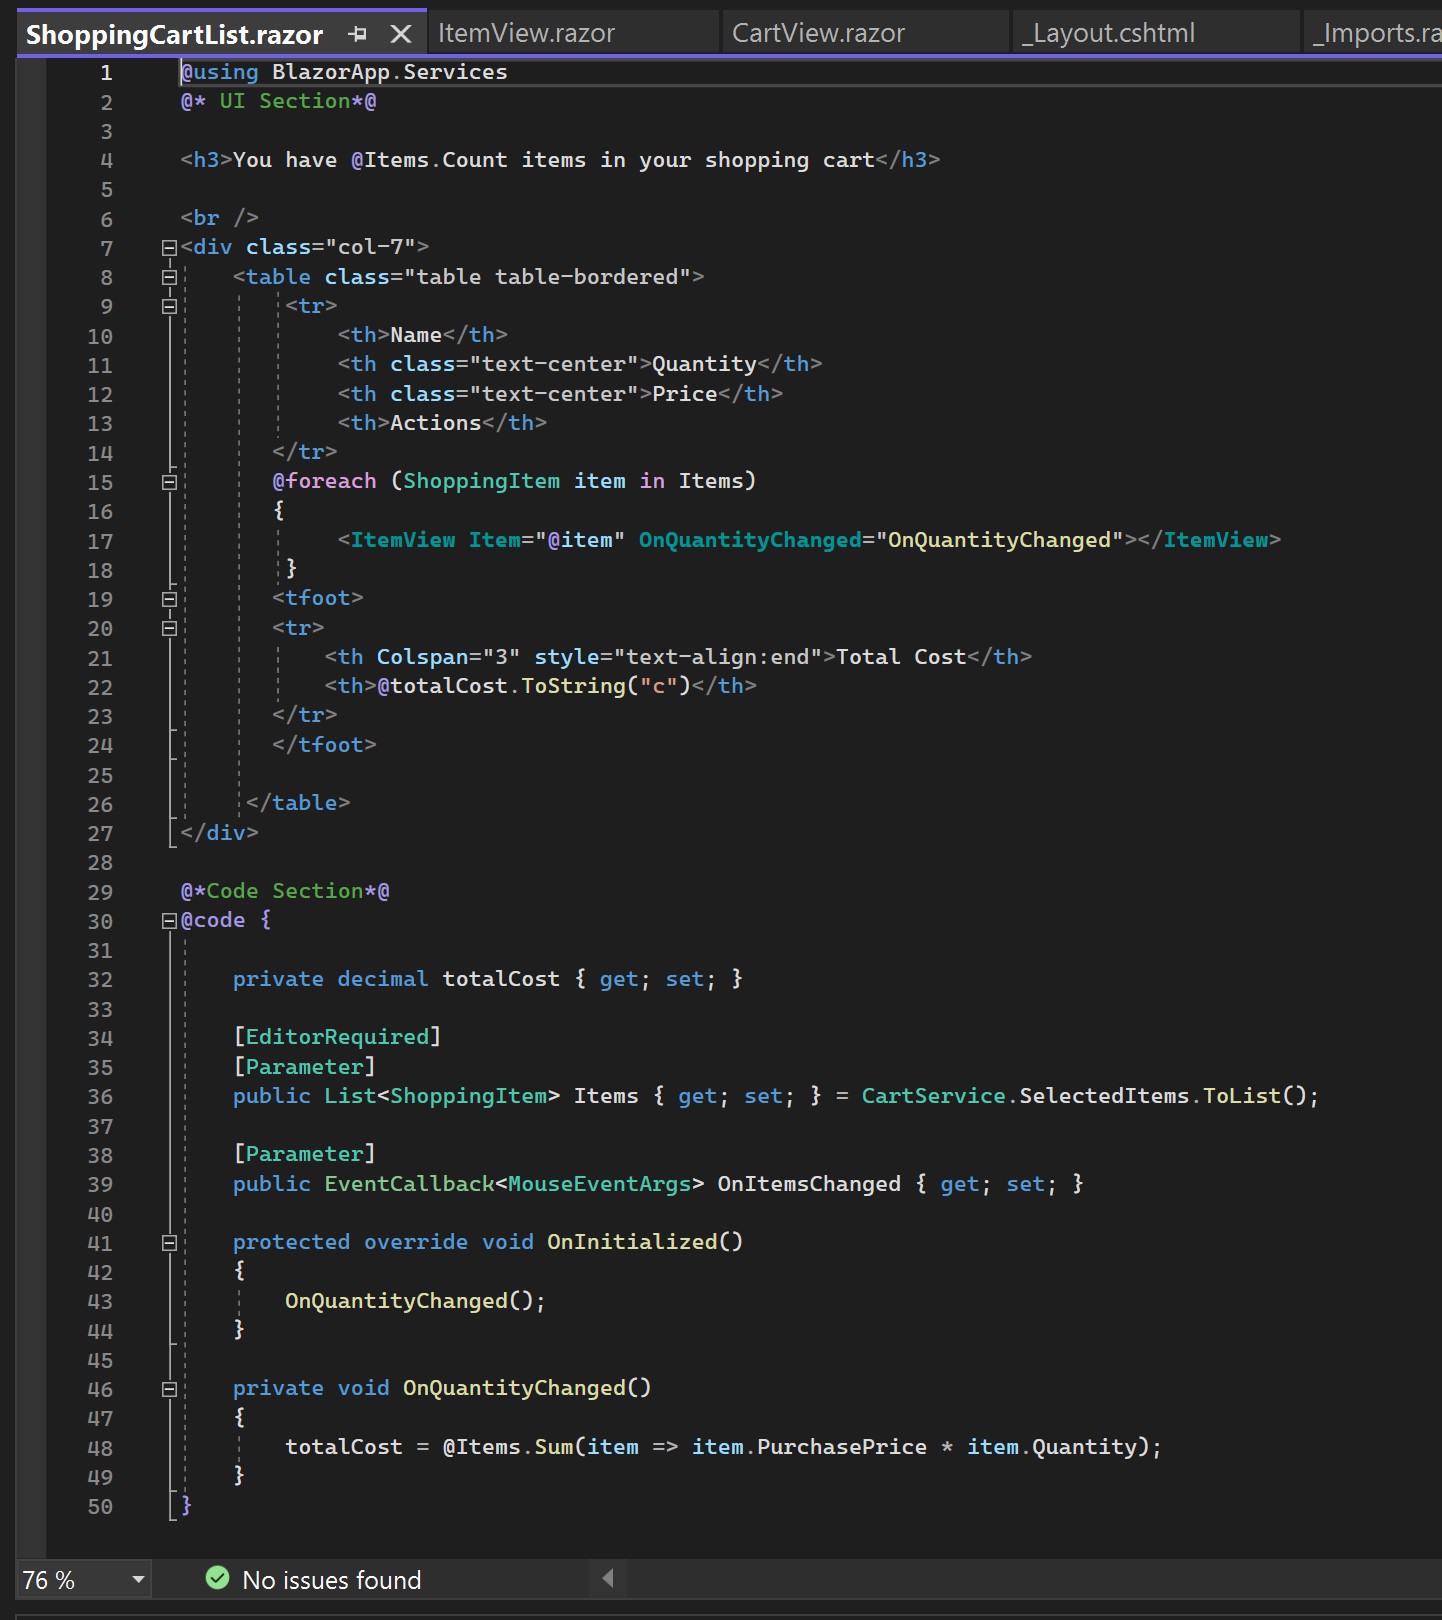 ShoppingCartList.razor ItemView.razor CartView.razor _Layout.cshtml _Imports.ra
1 @using BlazorApp.Services
2 @* UI Section*@
3
4 <h3>You have @Items.Count items in your shopping cart</h3>
5
6 <br />
7 <div class="col-7">
8     <table class="table table-bordered">
9         <tr>
10             <th>Name</th>
11             <th class="text-center">Quantity</th>
12             <th class="text-center">Price</th>
13             <th>Actions</th>
14        </tr>
15        @foreach (ShoppingItem item in Items)
16        {
17             <ItemView Item="@item" OnQuantityChanged="OnQuantityChanged"></ItemView>
18         }
19        <tfoot>
20        <tr>
21            <th Colspan="3" style="text-align:end">Total Cost</th>
22            <th>@totalCost.ToString("c")</th>
23        </tr>
24        </tfoot>
25
26      </table>
27 </div>
28
29 @*Code Section*@
30 @code {
31
32     private decimal totalCost { get; set; }
33
34     [EditorRequired]
35     [Parameter]
36     public List<ShoppingItem> Items { get; set; } = CartService.SelectedItems.ToList();
37
38     [Parameter]
39     public EventCallback<MouseEventArgs> OnItemsChanged { get; set; }
40
41     protected override void OnInitialized()
42     {
43         OnQuantityChanged();
44     }
45
46     private void OnQuantityChanged()
47     {
48         totalCost = @Items.Sum(item => item.PurchasePrice * item.Quantity);
49     }
50 }
76 % No issues found